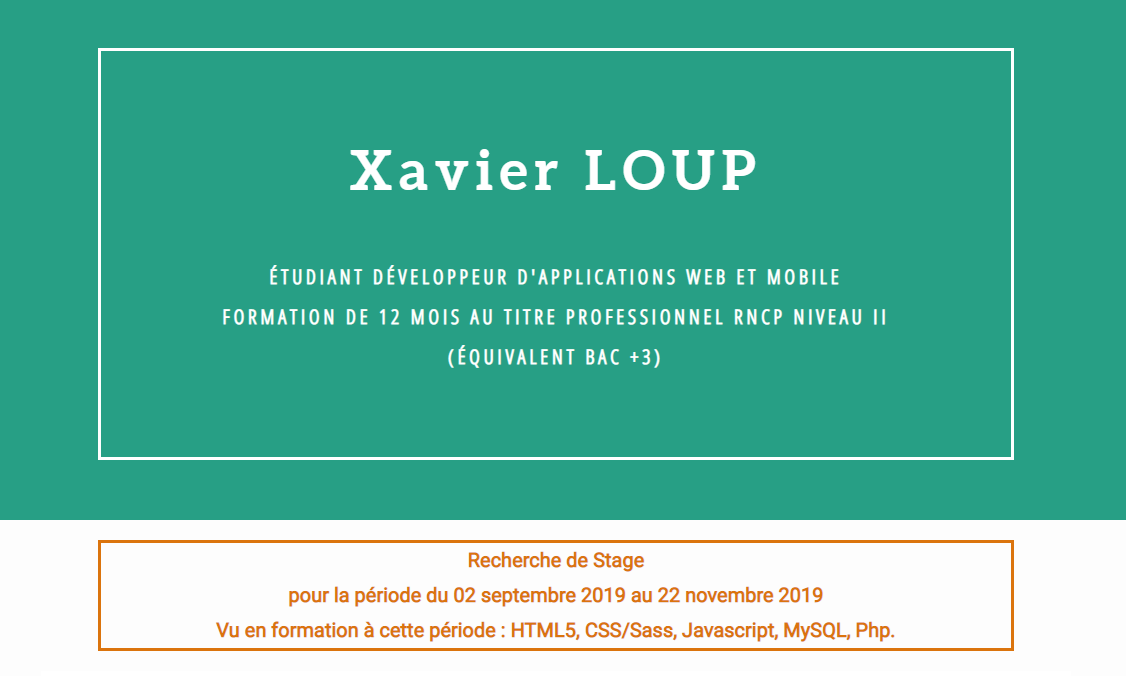 Xavier LOUP
ÉTUDIANT DÉVELOPPEUR D'APPLICATIONS WEB ET MOBILE
FORMATION DE 12 MOIS AU TITRE PROFESSIONNEL RNCP NIVEAU II
(ÉQUIVALENT BAC +3)
Recherche de Stage
pour la période du 02 septembre 2019 au 22 novembre 2019
Vu en formation à cette période : HTML5, CSS/Sass, Javascript, MySQL, Php.